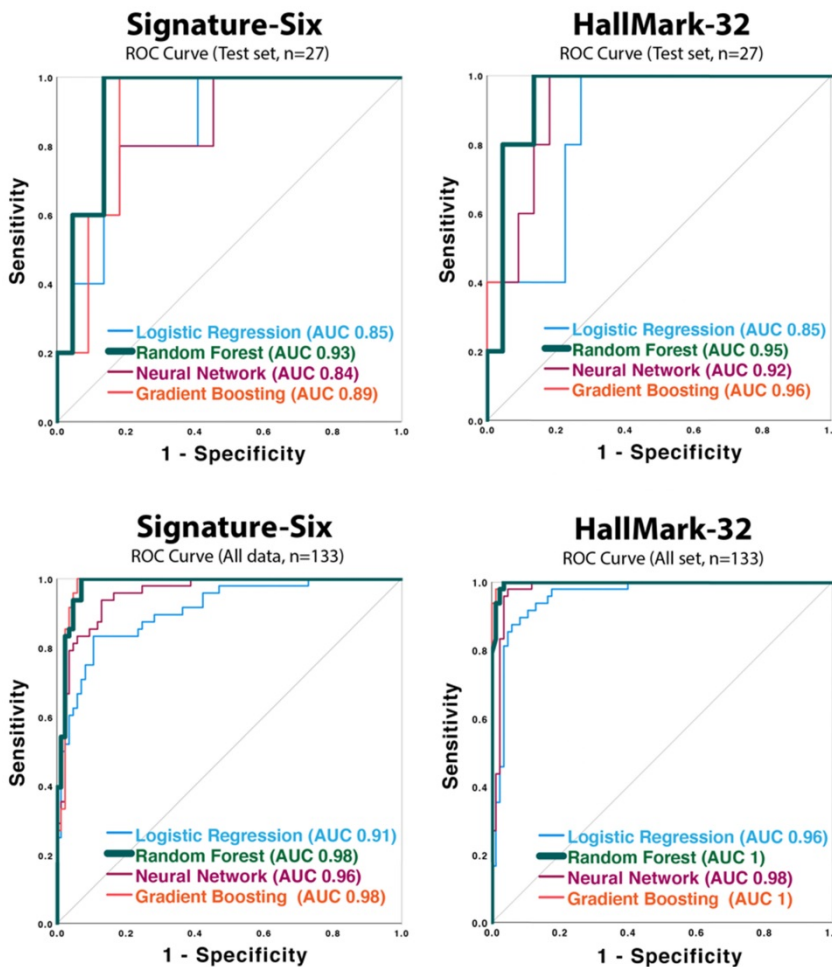 Signature-Six
ROC Curve (Test set, n=27)
1.0
0.8
0.6
0.4
0.2
0.0
Sensitivity
Logistic Regression (AUC 0.85)
Random Forest (AUC 0.93)
Neural Network (AUC 0.84)
Gradient Boosting (AUC 0.89)
0.0 0.2 0.4 0.6 0.8 1.0
1 - Specificity
HallMark-32
ROC Curve (Test set, n=27)
1.0
0.8
0.6
0.4
0.2
0.0
Sensitivity
Logistic Regression (AUC 0.85)
Random Forest (AUC 0.95)
Neural Network (AUC 0.92)
Gradient Boosting (AUC 0.96)
0.0 0.2 0.4 0.6 0.8 1.0
1 - Specificity
Signature-Six
ROC Curve (All data, n=133)
1.0
0.8
0.6
0.4
0.2
0.0
Sensitivity
Logistic Regression (AUC 0.91)
Random Forest (AUC 0.98)
Neural Network (AUC 0.96)
Gradient Boosting (AUC 0.98)
0.0 0.2 0.4 0.6 0.8 1.0
1 - Specificity
HallMark-32
ROC Curve (All set, n=133)
1.0
0.8
0.6
0.4
0.2
0.0
Sensitivity
Logistic Regression (AUC 0.96)
Random Forest (AUC 1)
Neural Network (AUC 0.98)
Gradient Boosting (AUC 1)
0.0 0.2 0.4 0.6 0.8 1.0
1 - Specificity